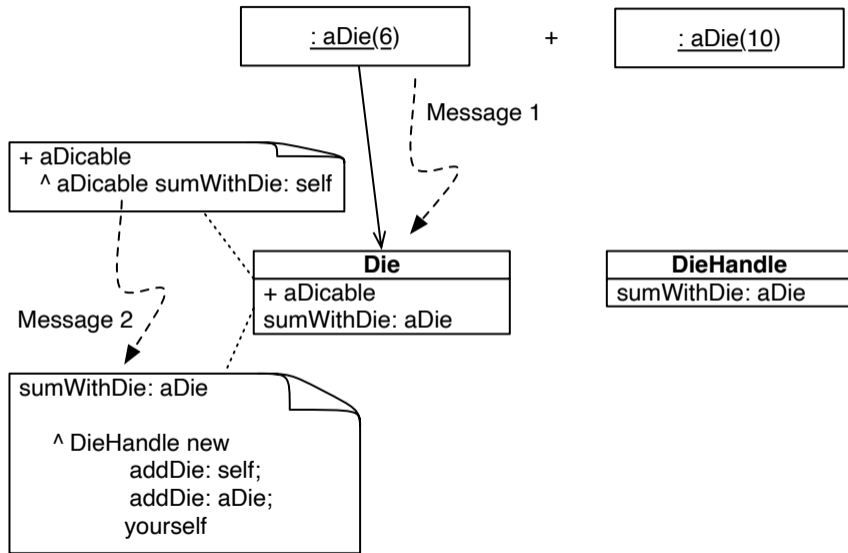 : aDie(6)
+
: aDie(10)
Message 1
+ aDicable
^ aDicable sumWithDie: self
Die
+ aDicable
sumWithDie: aDie
DieHandle
sumWithDie: aDie
Message 2
sumWithDie: aDie
^ DieHandle new
addDie: self;
addDie: aDie;
yourself